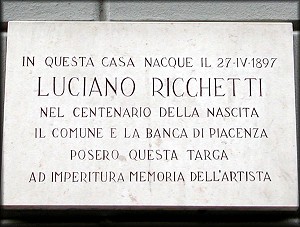 IN QUESTA CASA NACQUE IL 27-IV-1897
LUCIANO RICCHETTI
NEL CENTENARIO DELLA NASCITA
IL COMUNE E LA BANCA DI PIACENZA
POSERO QUESTA TARGA
AD IMPERITURA MEMORIA DELL'ARTISTA